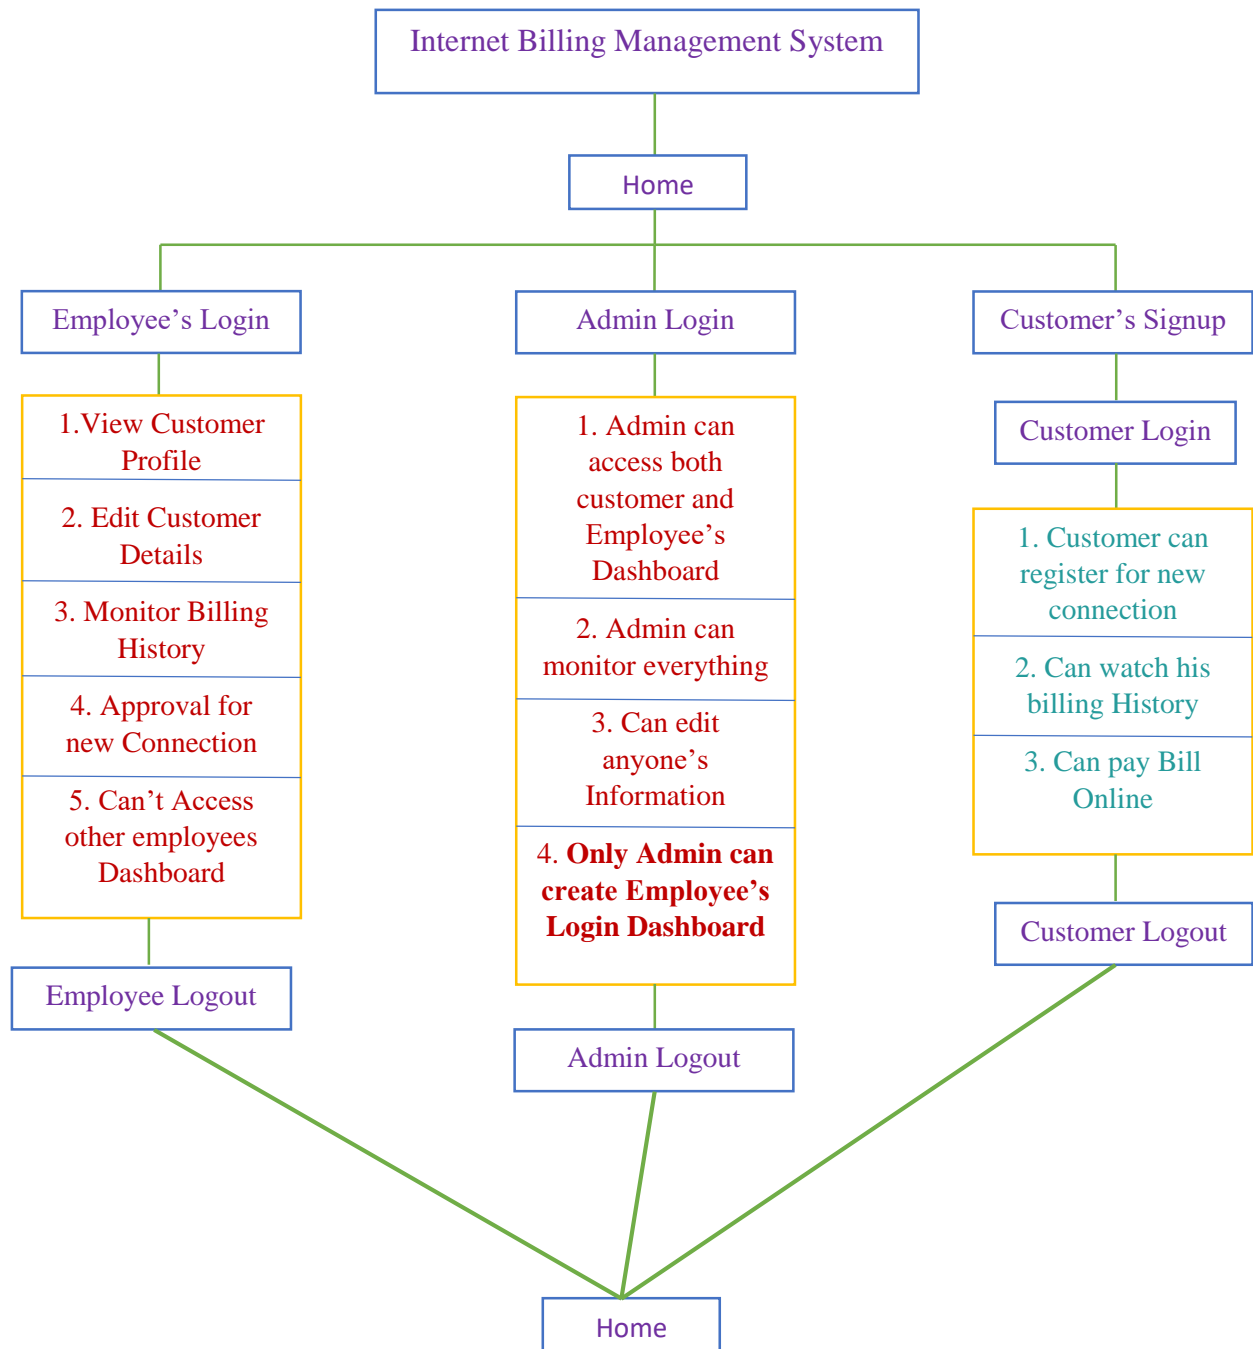 Internet Billing Management System
Home
Employee’s Login
1.View Customer
Profile
2. Edit Customer
Details
3. Monitor Billing
History
4. Approval for
new Connection
5. Can’t Access
other employees
Dashboard
Employee Logout
Admin Login
1. Admin can
access both
customer and
Employee’s
Dashboard
2. Admin can
monitor everything
3. Can edit
anyone’s
Information
4. Only Admin can
create Employee’s
Login Dashboard
Admin Logout
Customer’s Signup
Customer Login
1. Customer can
register for new
connection
2. Can watch his
billing History
3. Can pay Bill
Online
Customer Logout
Home